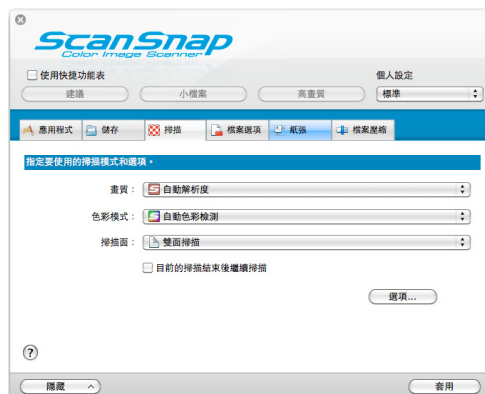 ScanSnap
Color Image Scanner
使用快捷功能表
個人設定
建議 小檔案 高畫質 標準
應用程式 儲存 掃描 檔案選項 紙張 檔案壓縮
指定要使用的掃描模式和選項。
畫質： 自動解析度
色彩模式： 自動色彩檢測
掃描面： 雙面掃描
目前的掃描結束後繼續掃描
選項...
?
隱藏 套用